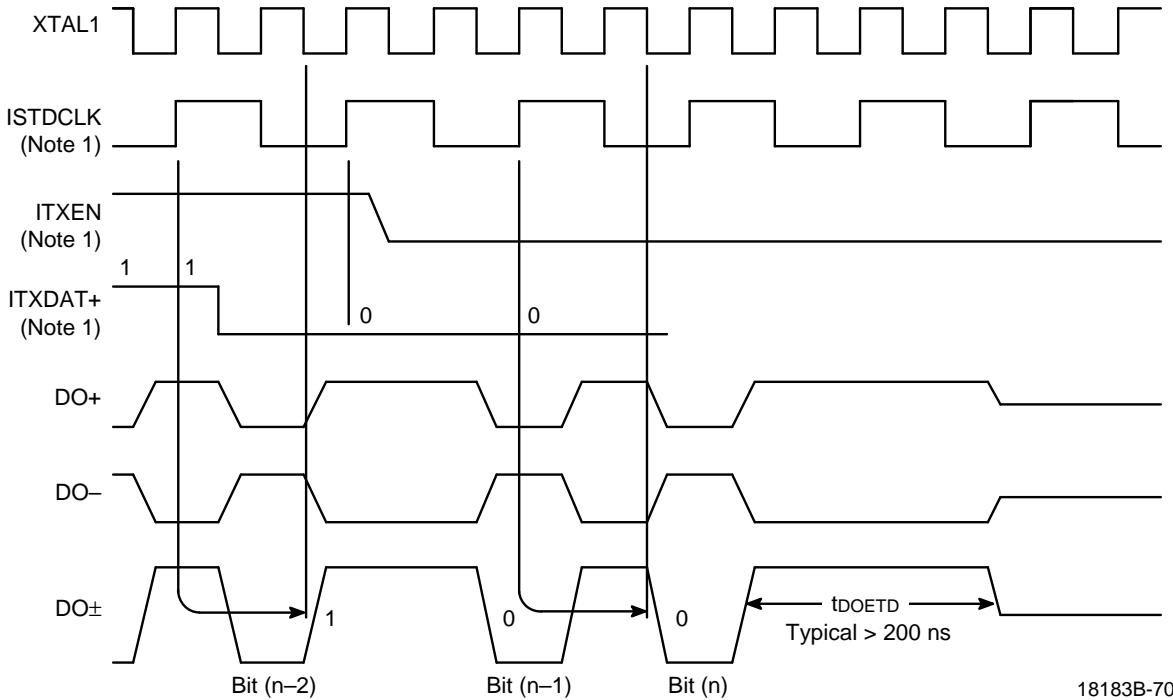 XTAL1
ISTDCLK
(Note 1)
ITXEN
(Note 1)
1 1
ITXDAT+
(Note 1)
0 0
DO+
DO–
DO±
1 0 0
tDOETD
Typical > 200 ns
Bit (n–2) Bit (n–1) Bit (n)
18183B-70